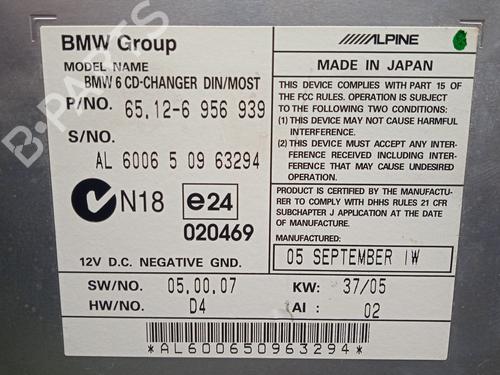 BMW Group
MODEL NAME
BMW 6 CD-CHANGER DIN/MOST
P/NO. 65.12-6 956 939
S/NO.
AL 6006 5 09 63294
N18 e24
020469
12V D.C. NEGATIVE GND.
ALPINE
MADE IN JAPAN
THIS DEVICE COMPLIES WITH PART 15 OF
THE FCC RULES. OPERATION IS SUBJECT
TO THE FOLLOWING TWO CONDITIONS:
(1) THIS DEVICE MAY NOT CAUSE HARMFUL
INTERFERENCE.
(2) THIS DEVICE MUST ACCEPT ANY INTER-
FERENCE RECEIVED INCLUDING INTER-
FERENCE THAT MAY CAUSE UNDESIRED
OPERATION.
PRODUCT IS CERTIFIED BY THE MANUFACTU-
RER TO COMPLY WITH DHHS RULES 21 CFR
SUBCHAPTER J APPLICATION AT THE DATE OF
MANUFACTURE.
MANUFACTURED:
05 SEPTEMBER IW
SW/NO. 05.00.07 KW: 37/05
HW/NO. D4 AI: 02
*AL600650963294*
B-PARTS